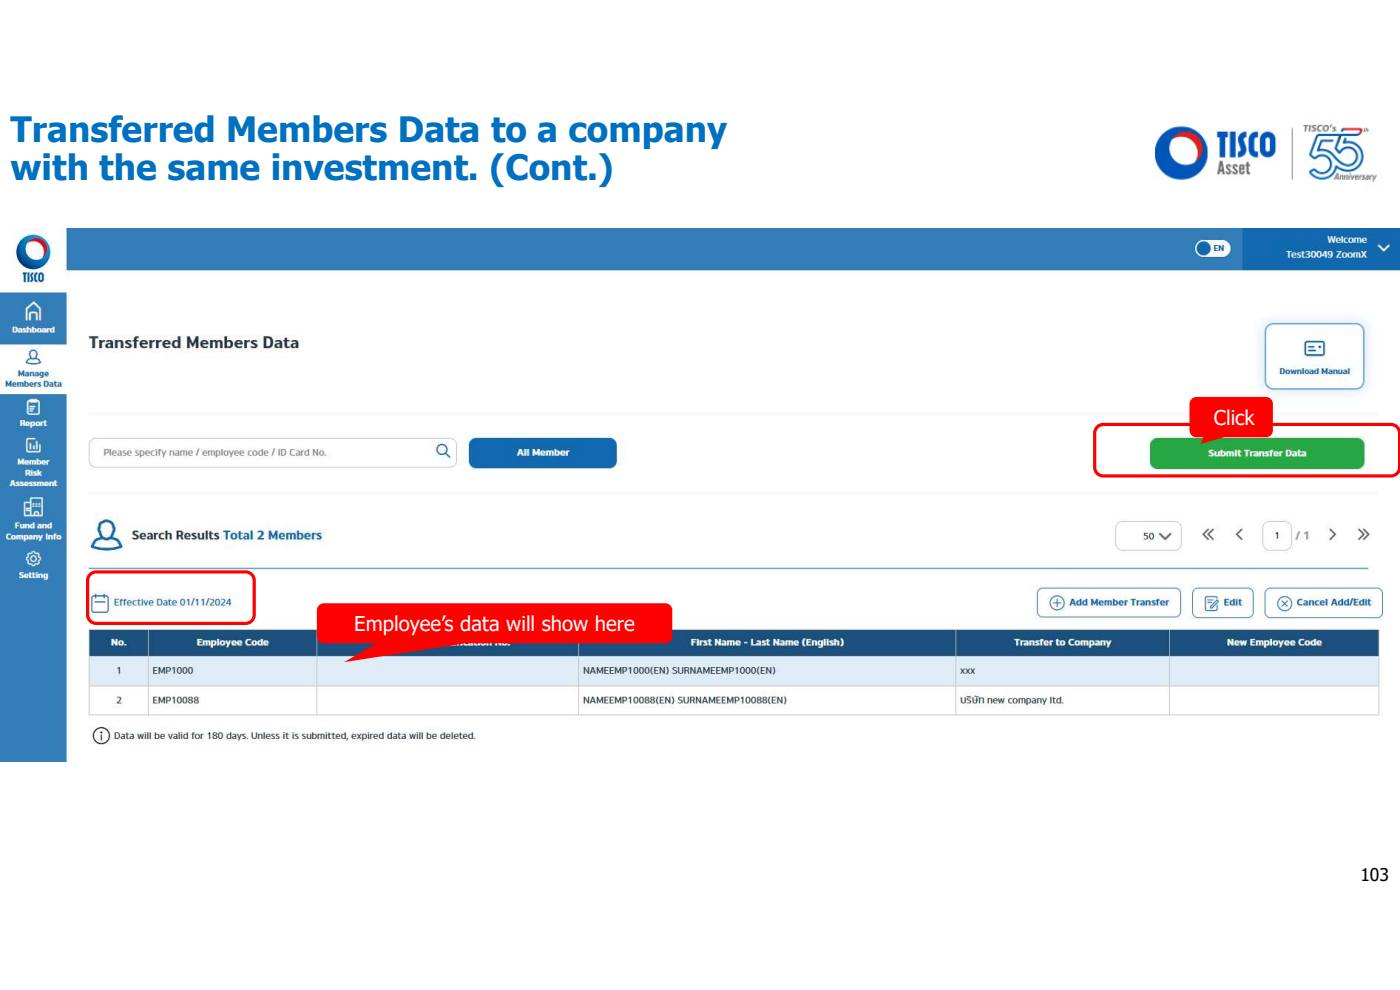 Transferred Members Data to a company
with the same investment. (Cont.)
TISCO
Asset
TISCO's
55
Anniversary
TISCO
EN
Welcome
Test30049 ZoomX
Dashboard
Manage
Members Data
Report
Member
Risk
Assessment
Fund and
Company Info
Setting
Transferred Members Data
Download Manual
Click
Please specify name / employee code / ID Card No.
All Member
Submit Transfer Data
Search Results Total 2 Members
50
1 / 1
Effective Date 01/11/2024
Employee's data will show here
Add Member Transfer
Edit
Cancel Add/Edit
No. Employee Code No. First Name - Last Name (English) Transfer to Company New Employee Code
1 EMP1000 NAMEEMP1000(EN) SURNAMEEMP1000(EN) xxx
2 EMP10088 NAMEEMP10088(EN) SURNAMEEMP10088(EN) บริษัท new company ltd.
Data will be valid for 180 days. Unless it is submitted, expired data will be deleted.
103